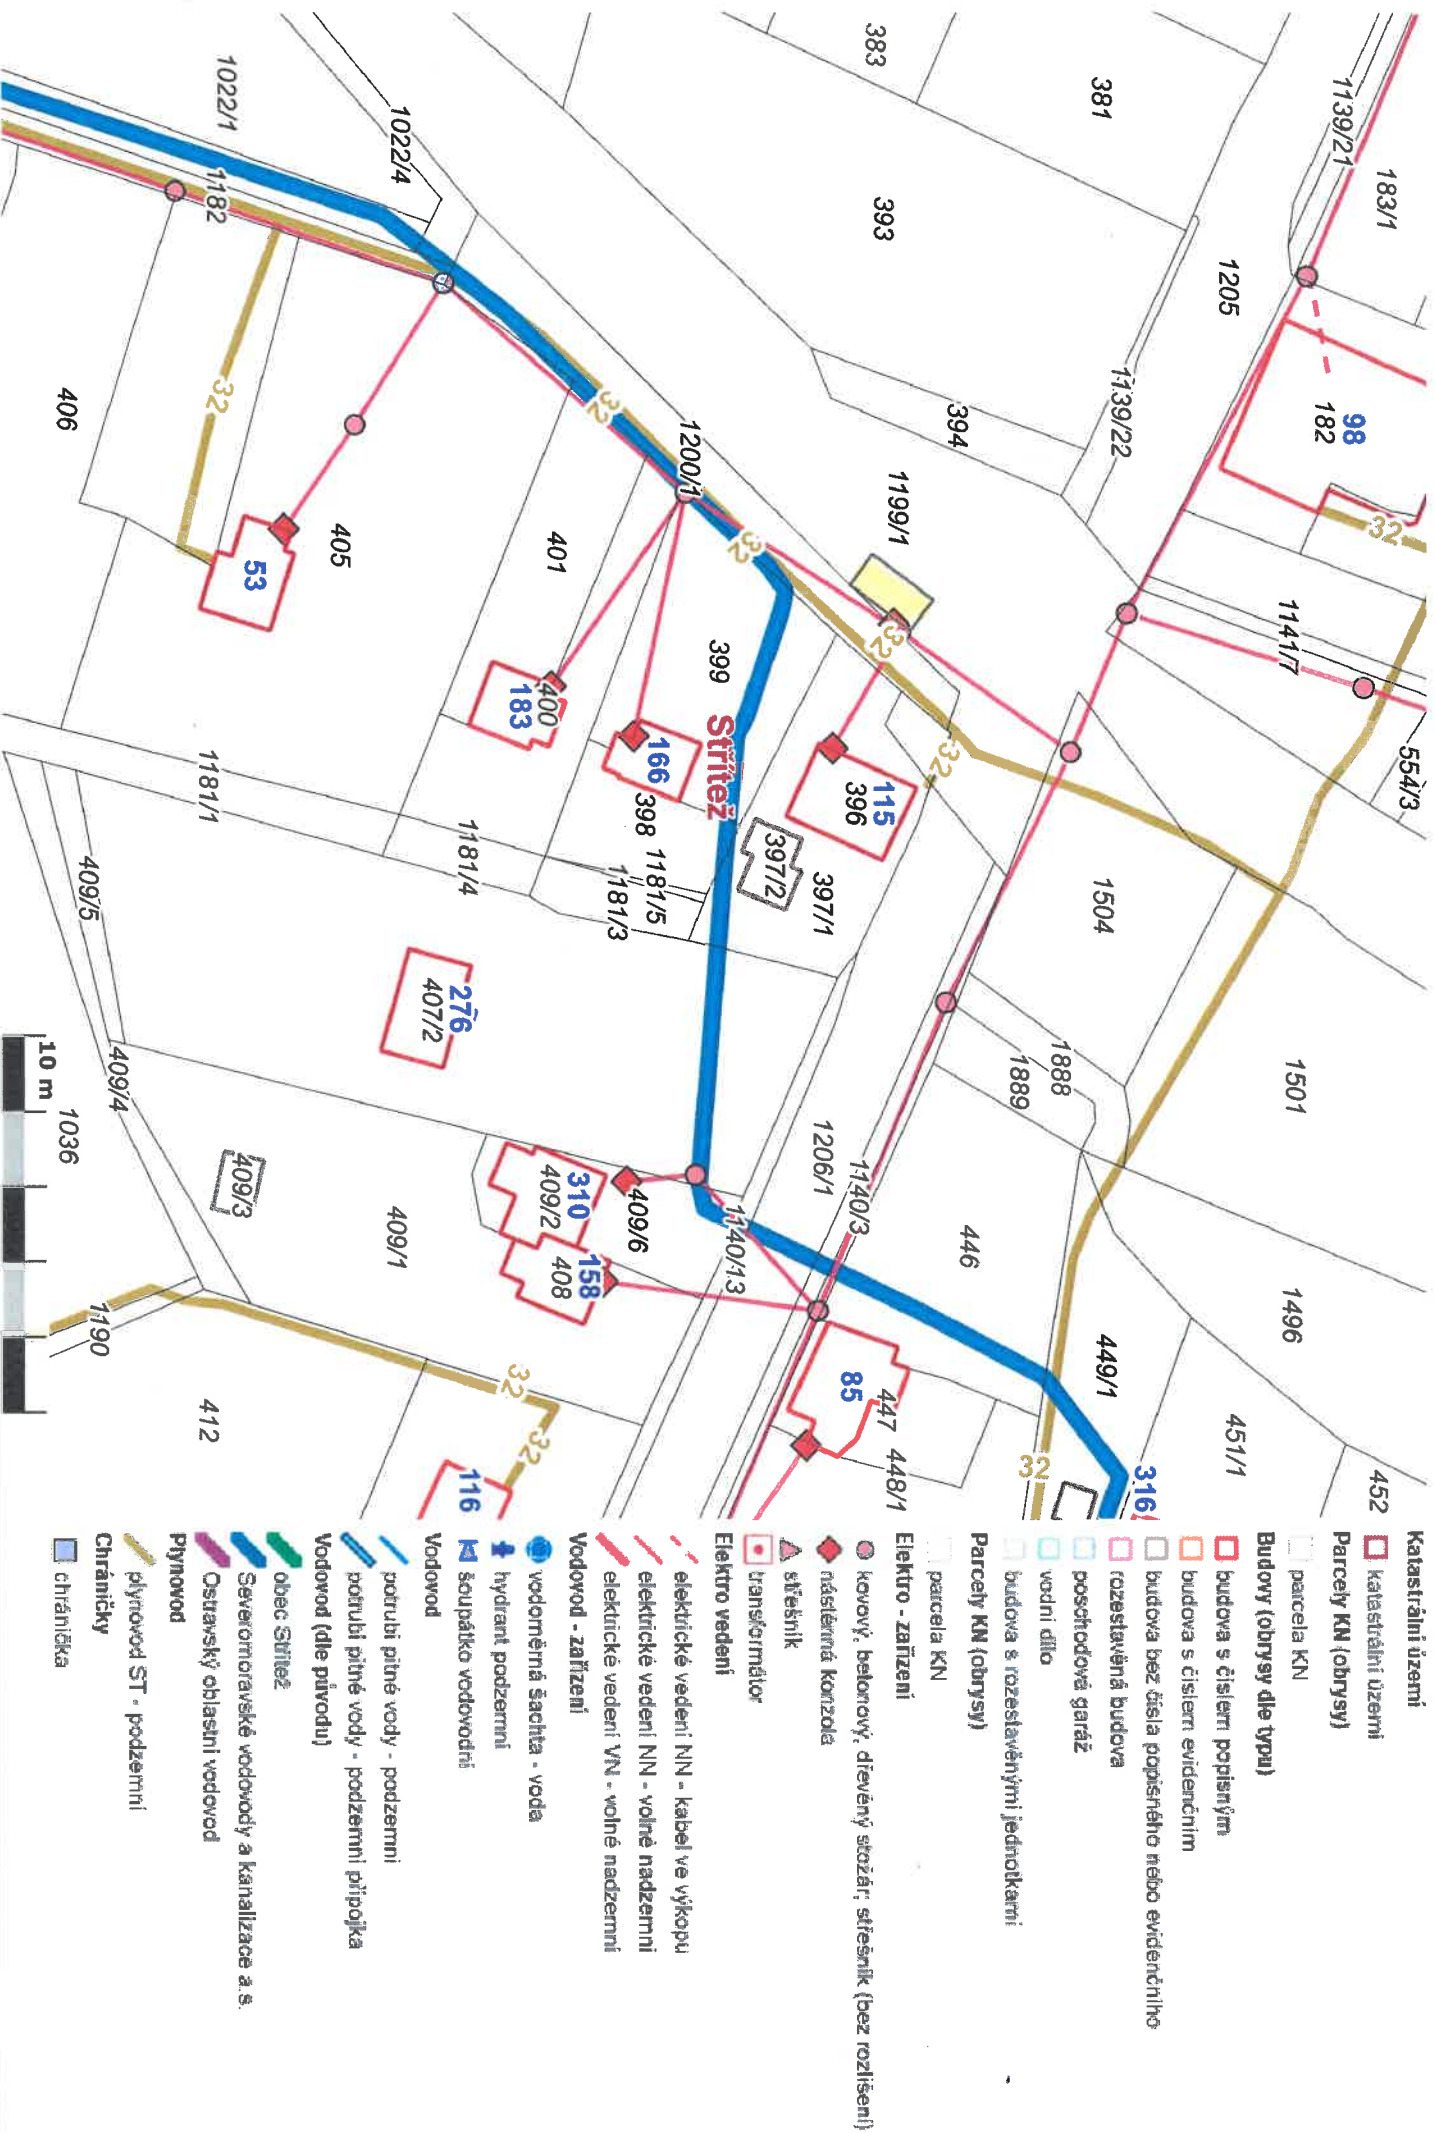 383
381
1139/21
183/1
1022/1
1022/4
393
1205
1182
1139/22
98
182
394
32
406
32
32
1200/1
1199/1
32
1141/7
554/3
53
405
401
399
400
183
166
398
Střítež
115
396
32
32
397/2
397/1
1504
1501
1181/1
1181/4
1181/5
1181/3
409/5
276
407/2
1888
1889
409/4
10 m
1036
1206/1
1140/3
409/3
409/1
310
409/2
409/6
158
408
1140/13
446
1496
449/1
1190
412
32
32
116
85
447
448/1
32
316
451/1
452
Katastrální území
katastrální území
Parcely KN (obrysy)
parcela KN
Budovy (obrysy dle typu)
budova s číslem popisným
budova s číslem evidenčním
budova bez čísla popisného nebo evidenčního
rozestavěná budova
poschoďová garáž
vodní dílo
budova s rozestavěnými jednotkami
Parcely KN (obrysy)
parcela KN
Elektro - zařízení
kovový, betonový, dřevěný stožár; střešník (bez rozlišení)
nástěnná konzola
střešník
transformátor
Elektro vedení
elektrické vedení NN - kabel ve výkopu
elektrické vedení NN - volné nadzemní
elektrické vedení VN - volné nadzemní
Vodovod - zařízení
vodoměrná šachta - voda
hydrant podzemní
šoupátko vodovodní
Vodovod
potrubí pitné vody - podzemní
potrubí pitné vody - podzemní přípojka
Vodovod (dle původu)
obec Střítež
Severomoravské vodovody a kanalizace a.s.
Ostravský oblastní vodovod
Plynovod
plynovod ST - podzemní
Chráničky
chránička